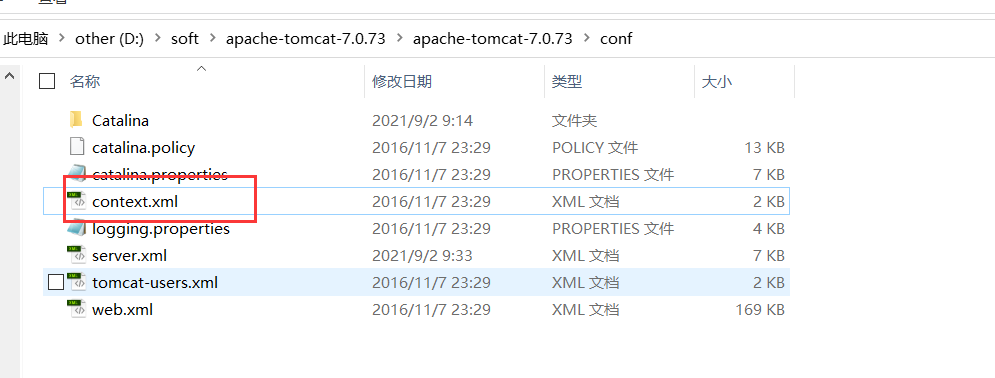 此电脑 > other (D:) > soft > apache-tomcat-7.0.73 > apache-tomcat-7.0.73 > conf
名称 修改日期 类型 大小
Catalina 2021/9/2 9:14 文件夹
catalina.policy 2016/11/7 23:29 POLICY 文件 13 KB
catalina.properties 2016/11/7 23:29 PROPERTIES 文件 7 KB
context.xml 2016/11/7 23:29 XML 文档 2 KB
logging.properties 2016/11/7 23:29 PROPERTIES 文件 4 KB
server.xml 2021/9/2 9:33 XML 文档 7 KB
tomcat-users.xml 2016/11/7 23:29 XML 文档 2 KB
web.xml 2016/11/7 23:29 XML 文档 169 KB